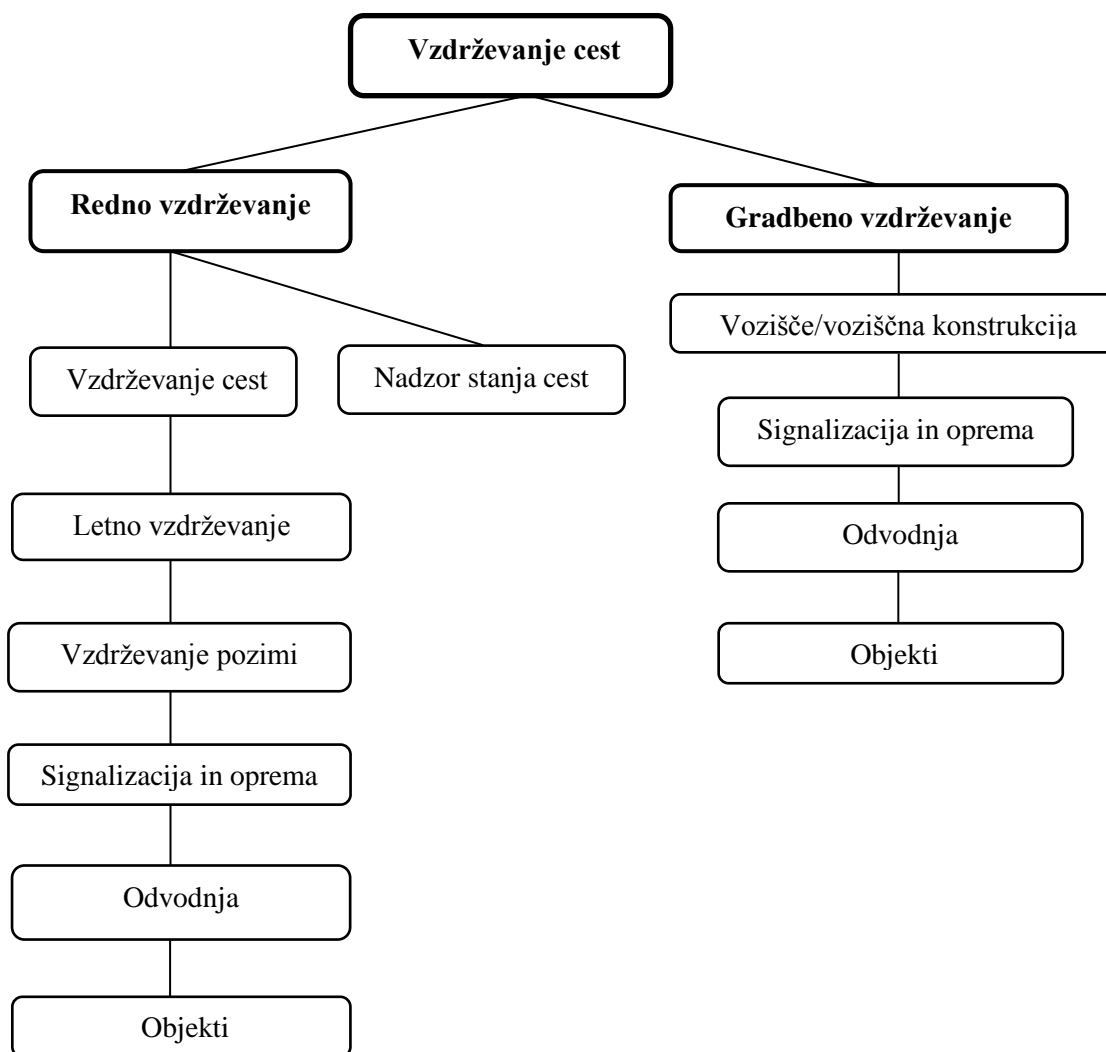 Vzdrževanje cest
Redno vzdrževanje
Gradbeno vzdrževanje
Vozišče/voziščna konstrukcija
Vzdrževanje cest
Nadzor stanja cest
Signalizacija in oprema
Letno vzdrževanje
Odvodnja
Vzdrževanje pozimi
Objekti
Signalizacija in oprema
Odvodnja
Objekti